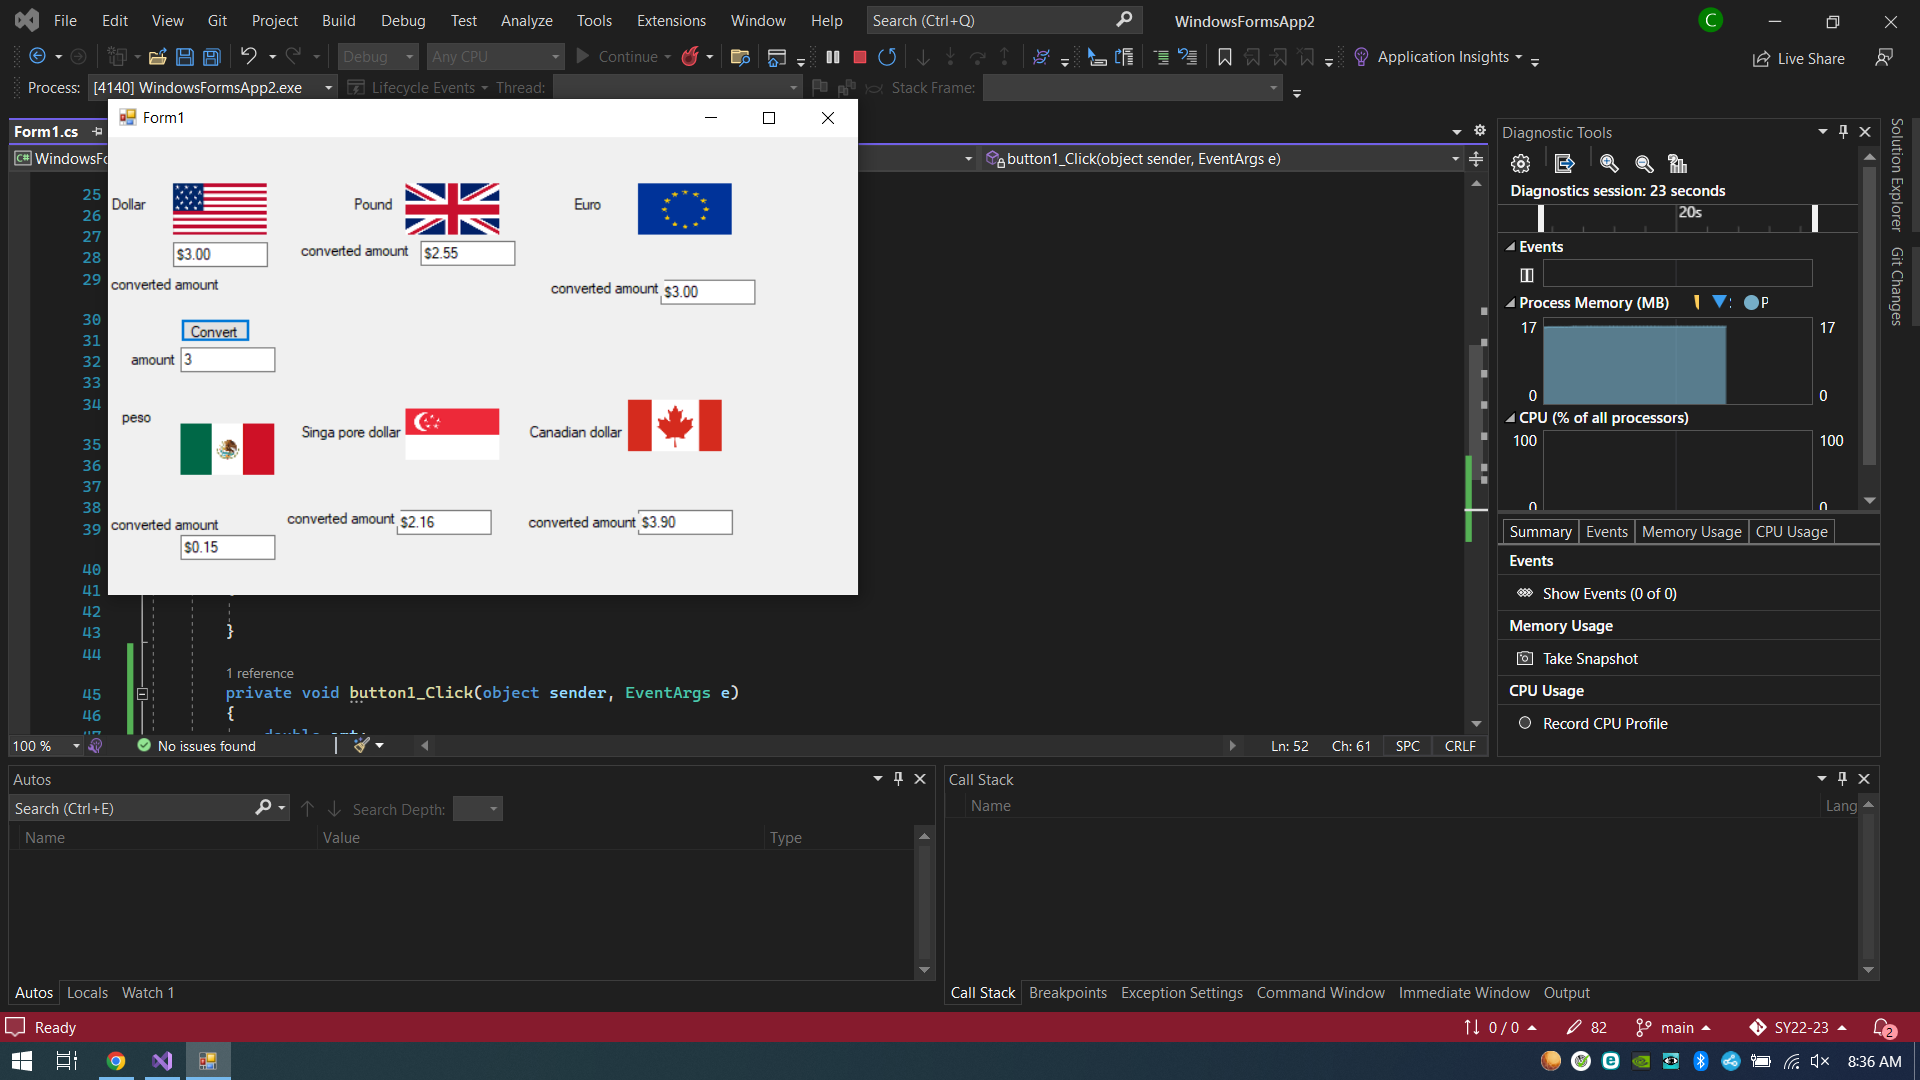 File Edit View Git Project Build Debug Test Analyze Tools Extensions Window Help Search (Ctrl+Q) WindowsFormsApp2 C
Debug Any CPU Continue Application Insights Live Share
Process: [4140] WindowsFormsApp2.exe Lifecycle Events Thread: Stack Frame:
Form1
Form1.cs
WindowsFo button1_Click(object sender, EventArgs e)
Dollar Pound Euro
$3.00 converted amount $2.55
converted amount converted amount $3.00
Convert
amount 3
peso Singa pore dollar Canadian dollar
converted amount converted amount $2.16 converted amount $3.90
$0.15
25
26
27
28
29
30
31
32
33
34
35
36
37
38
39
40
41
42
43 }
44
1 reference
45 private void button1_Click(object sender, EventArgs e)
46 {
100 % No issues found Ln: 52 Ch: 61 SPC CRLF
Diagnostic Tools
Diagnostics session: 23 seconds
20s
Events
Process Memory (MB) P
17 17
0 0
CPU (% of all processors)
100 100
0 0
Summary Events Memory Usage CPU Usage
Events
Show Events (0 of 0)
Memory Usage
Take Snapshot
CPU Usage
Record CPU Profile
Solution Explorer
Git Changes
Autos
Search (Ctrl+E) Search Depth:
Name Value Type
Autos Locals Watch 1
Call Stack
Name Lang
Call Stack Breakpoints Exception Settings Command Window Immediate Window Output
Ready 0 / 0 82 main SY22-23 2
8:36 AM